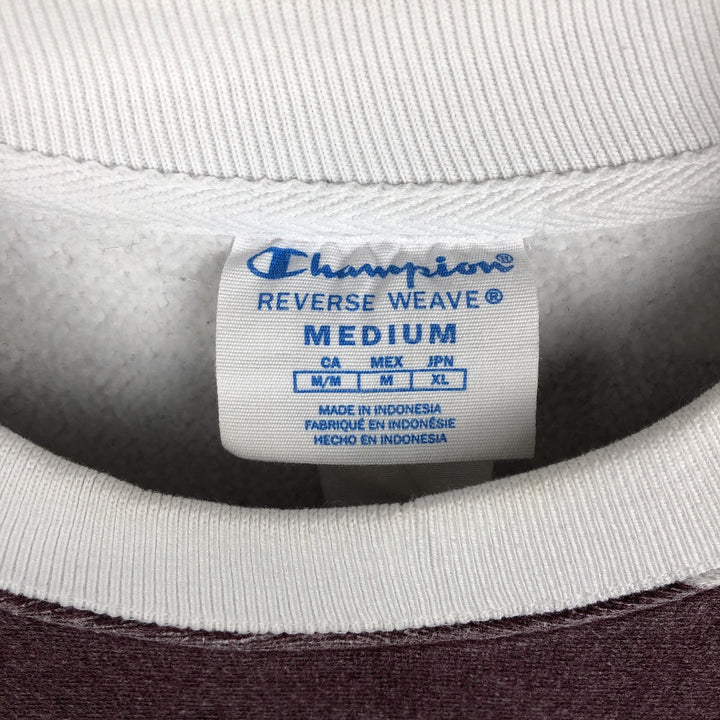 Champion®
REVERSE WEAVE®
MEDIUM
CA MEX JPN
M/M M XL
MADE IN INDONESIA
FABRIQUÉ EN INDONÉSIE
HECHO EN INDONESIA